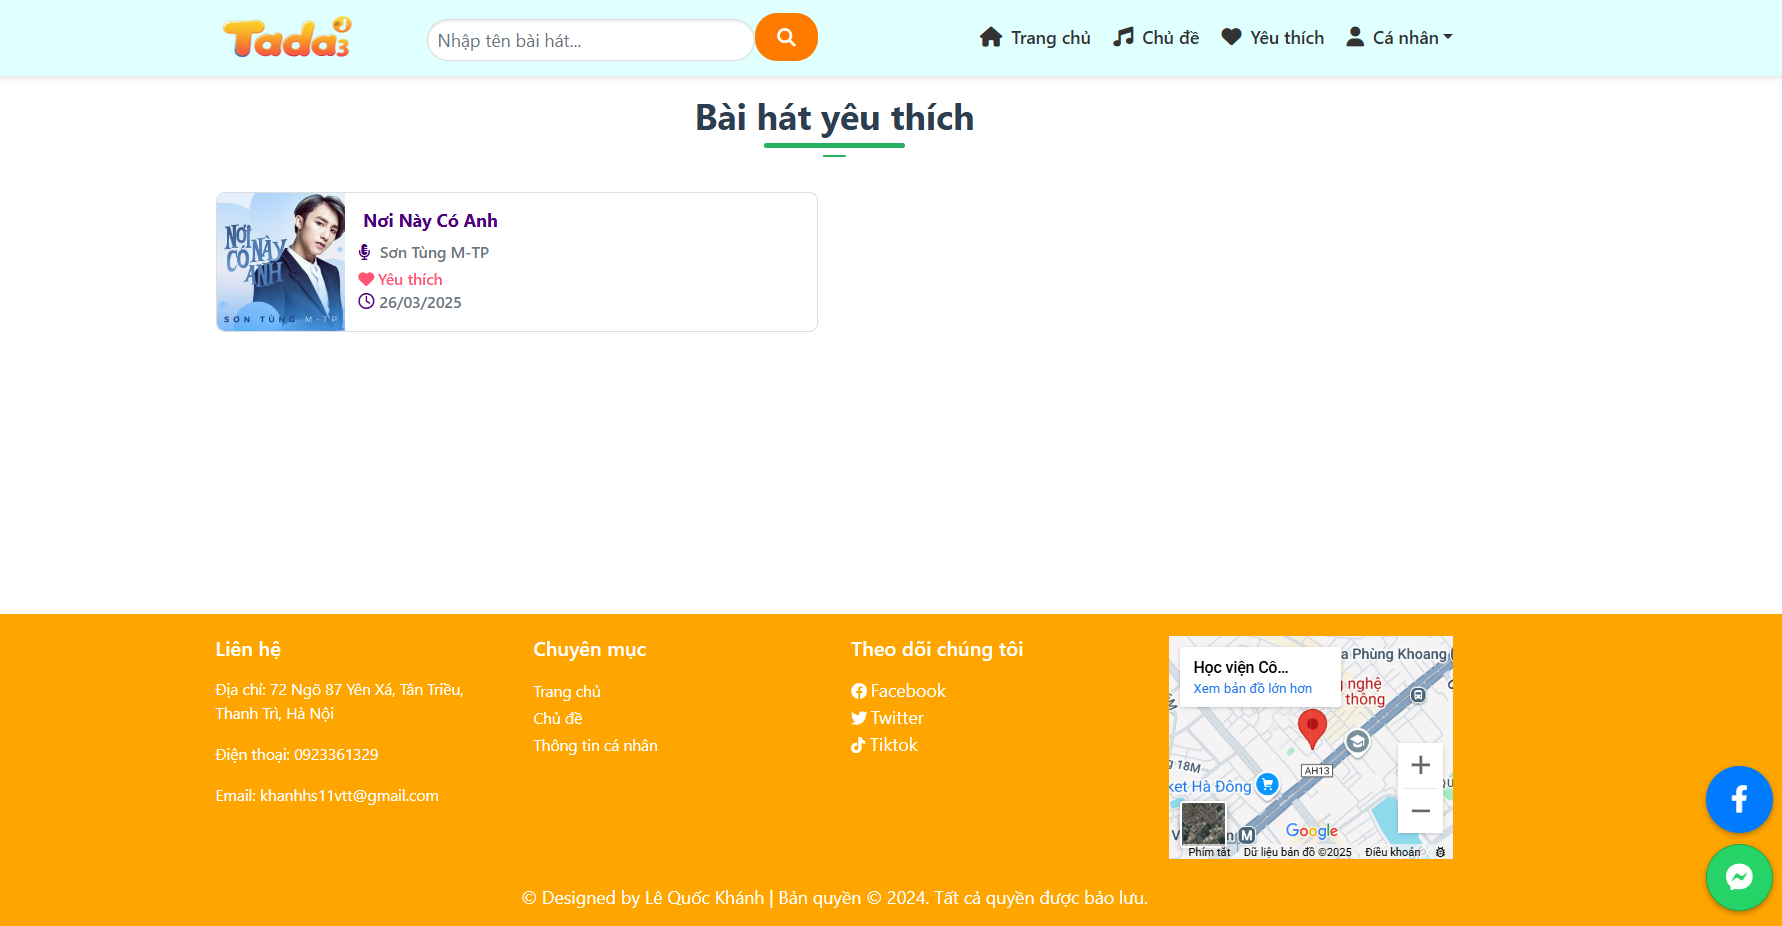 Tada
3
Nhập tên bài hát...
Trang chủ
Chủ đề
Yêu thích
Cá nhân
Bài hát yêu thích
NƠI
NÀY
CÓ
ANH
SƠN TÙNG M-TP
Nơi Này Có Anh
Sơn Tùng M-TP
Yêu thích
26/03/2025
Liên hệ
Địa chỉ: 72 Ngõ 87 Yên Xá, Tân Triều,
Thanh Trì, Hà Nội
Điện thoại: 0923361329
Email: khanhhs11vtt@gmail.com
Chuyên mục
Trang chủ
Chủ đề
Thông tin cá nhân
Theo dõi chúng tôi
Facebook
Twitter
Tiktok
Học viện Cô...
Xem bản đồ lớn hơn
a Phùng Khoang
g nghệ
thông
18M
AH13
ket Hà Đông
M
Google
Phím tắt
Dữ liệu bản đồ ©2025
Điều khoản
© Designed by Lê Quốc Khánh | Bản quyền © 2024. Tất cả quyền được bảo lưu.